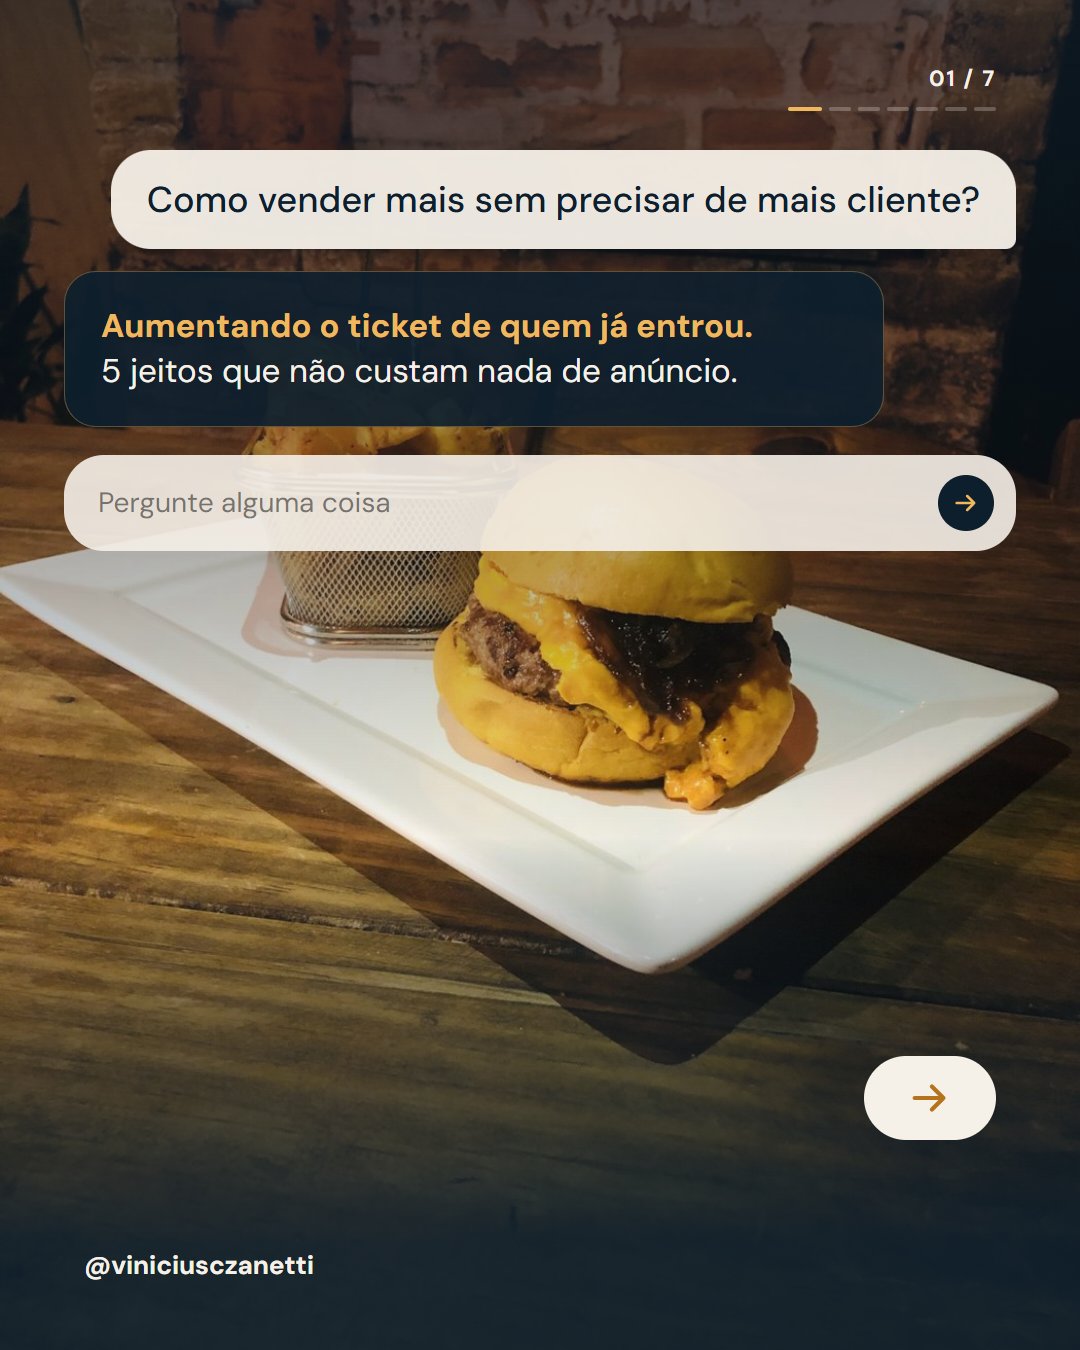 01 / 7
Como vender mais sem precisar de mais cliente?
Aumentando o ticket de quem já entrou.
5 jeitos que não custam nada de anúncio.
Pergunte alguma coisa
@viniciusczanetti